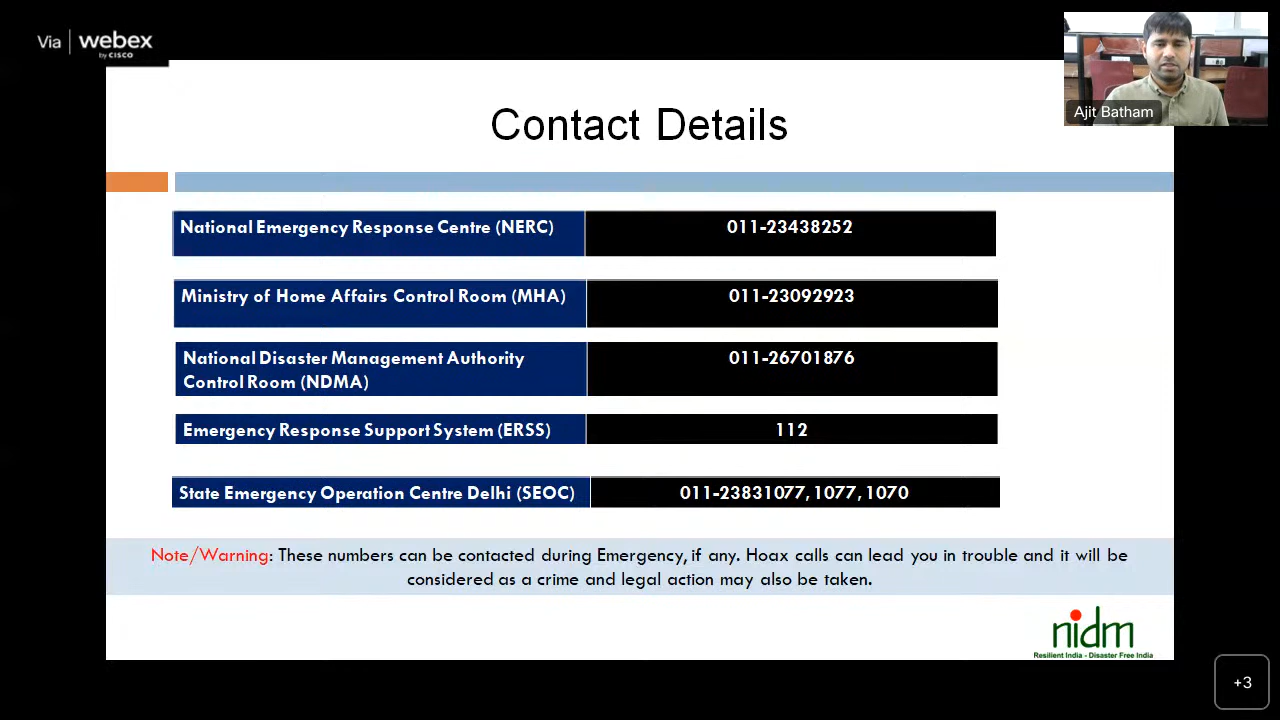 Via webex
by CISCO
Ajit Batham
Contact Details
National Emergency Response Centre (NERC) 011-23438252
Ministry of Home Affairs Control Room (MHA) 011-23092923
National Disaster Management Authority 011-26701876
Control Room (NDMA)
Emergency Response Support System (ERSS) 112
State Emergency Operation Centre Delhi (SEOC) 011-23831077, 1077, 1070
Note/Warning: These numbers can be contacted during Emergency, if any. Hoax calls can lead you in trouble and it will be
considered as a crime and legal action may also be taken.
nidm
Resilient India - Disaster Free India
+3